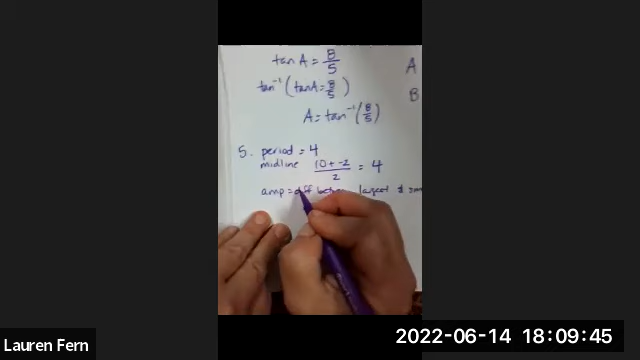 tan A = 8/5
tan⁻¹(tan A = 8/5)
A
B
A = tan⁻¹(8/5)
5. period = 4
midline (10 + -2)/2 = 4
amp = diff largest &
Lauren Fern
2022-06-14 18:09:45